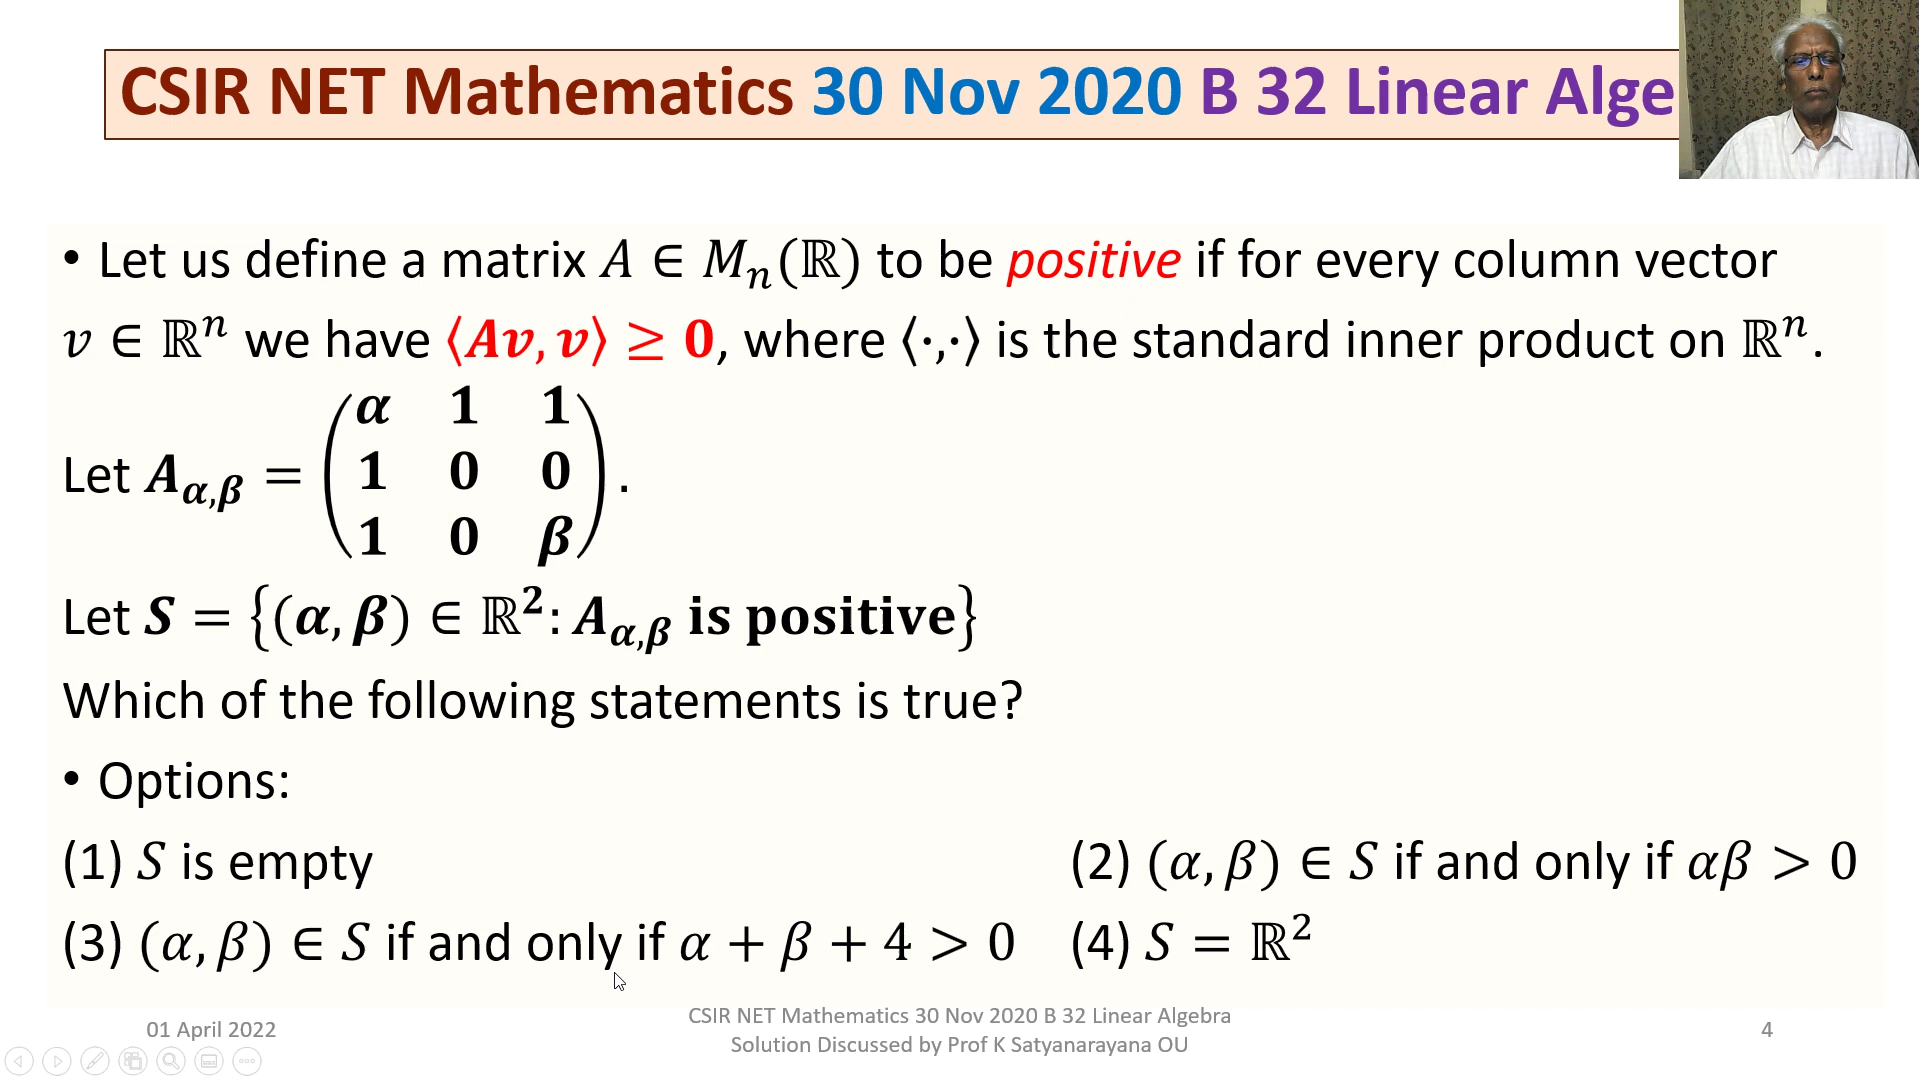 CSIR NET Mathematics 30 Nov 2020 B 32 Linear Alge
• Let us define a matrix 𝐴 ∈ 𝑀ₙ(ℝ) to be positive if for every column vector
𝑣 ∈ ℝⁿ we have ⟨𝑨𝒗, 𝒗⟩ ≥ 𝟎, where ⟨⋅,⋅⟩ is the standard inner product on ℝⁿ.
𝜶 𝟏 𝟏
Let 𝑨_{𝜶,𝜷} = ( 𝟏 𝟎 𝟎 ) .
𝟏 𝟎 𝜷
Let 𝑺 = {(𝜶, 𝜷) ∈ ℝ²: 𝑨_{𝜶,𝜷} is positive}
Which of the following statements is true?
• Options:
(1) 𝑆 is empty (2) (𝛼, 𝛽) ∈ 𝑆 if and only if 𝛼𝛽 > 0
(3) (𝛼, 𝛽) ∈ 𝑆 if and only if 𝛼 + 𝛽 + 4 > 0 (4) 𝑆 = ℝ²
01 April 2022
CSIR NET Mathematics 30 Nov 2020 B 32 Linear Algebra
Solution Discussed by Prof K Satyanarayana OU
4